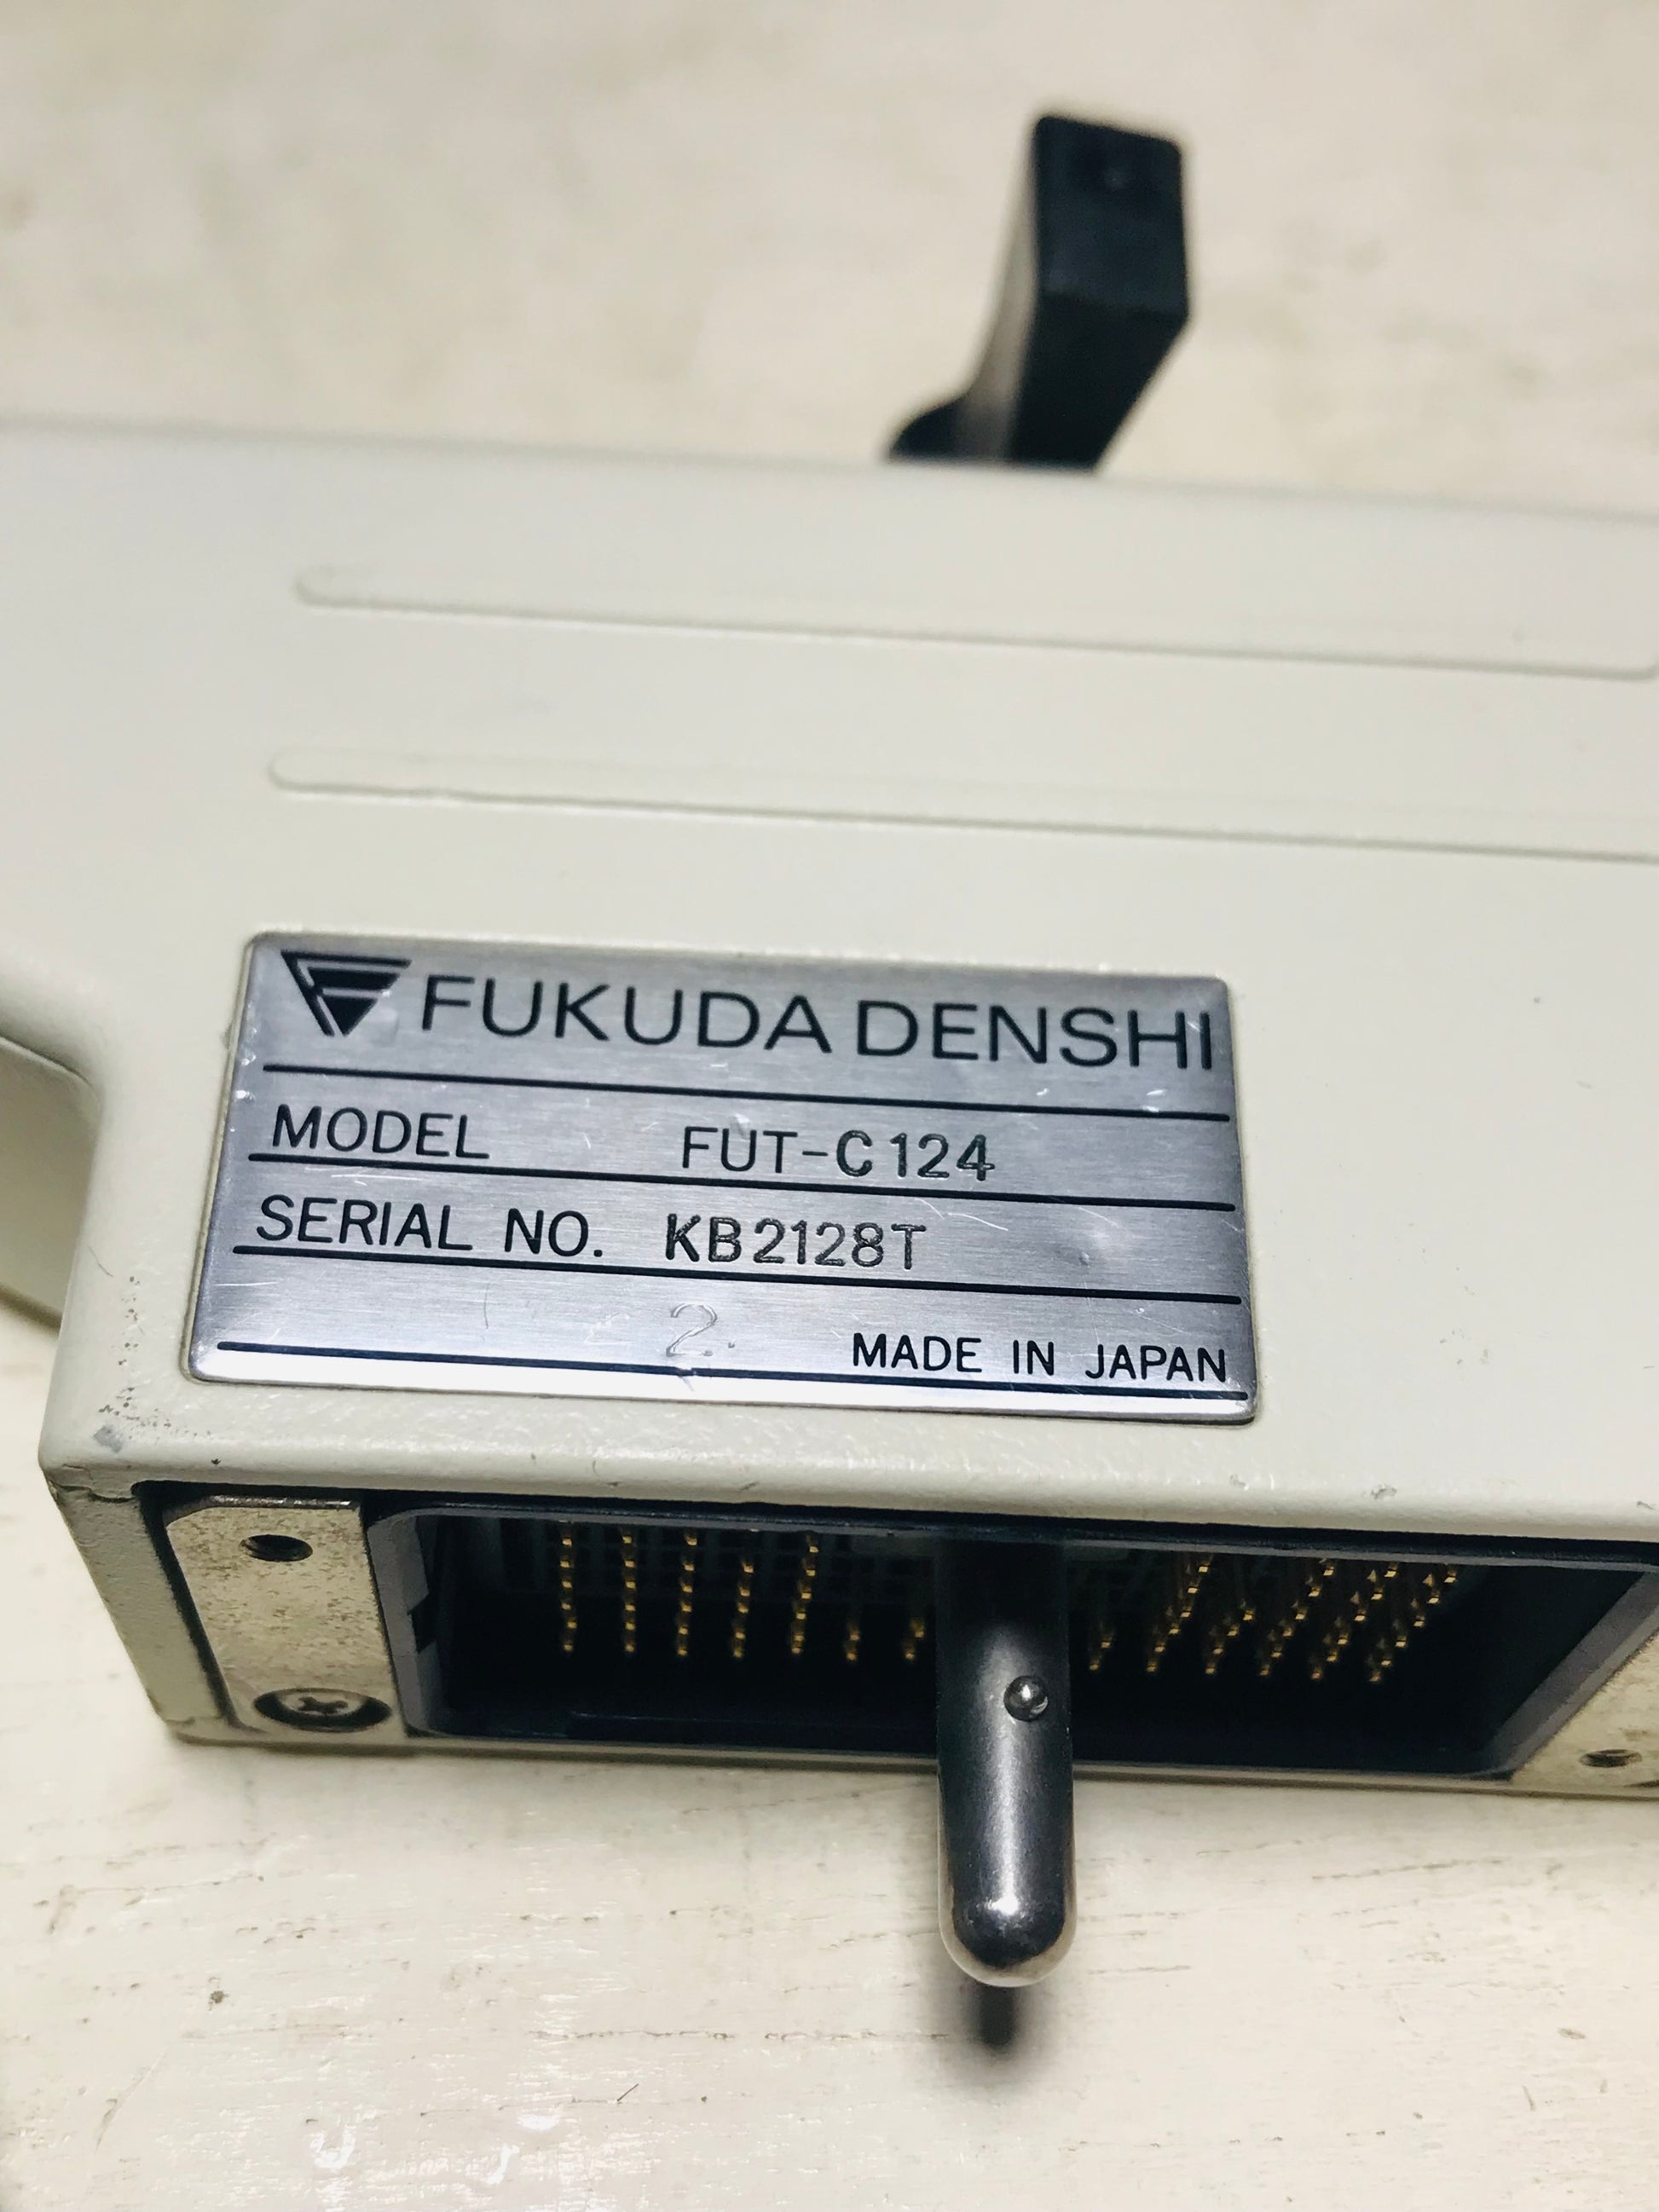 FUKUDA DENSHI
MODEL FUT-C124
SERIAL NO. KB2128T
2.
MADE IN JAPAN